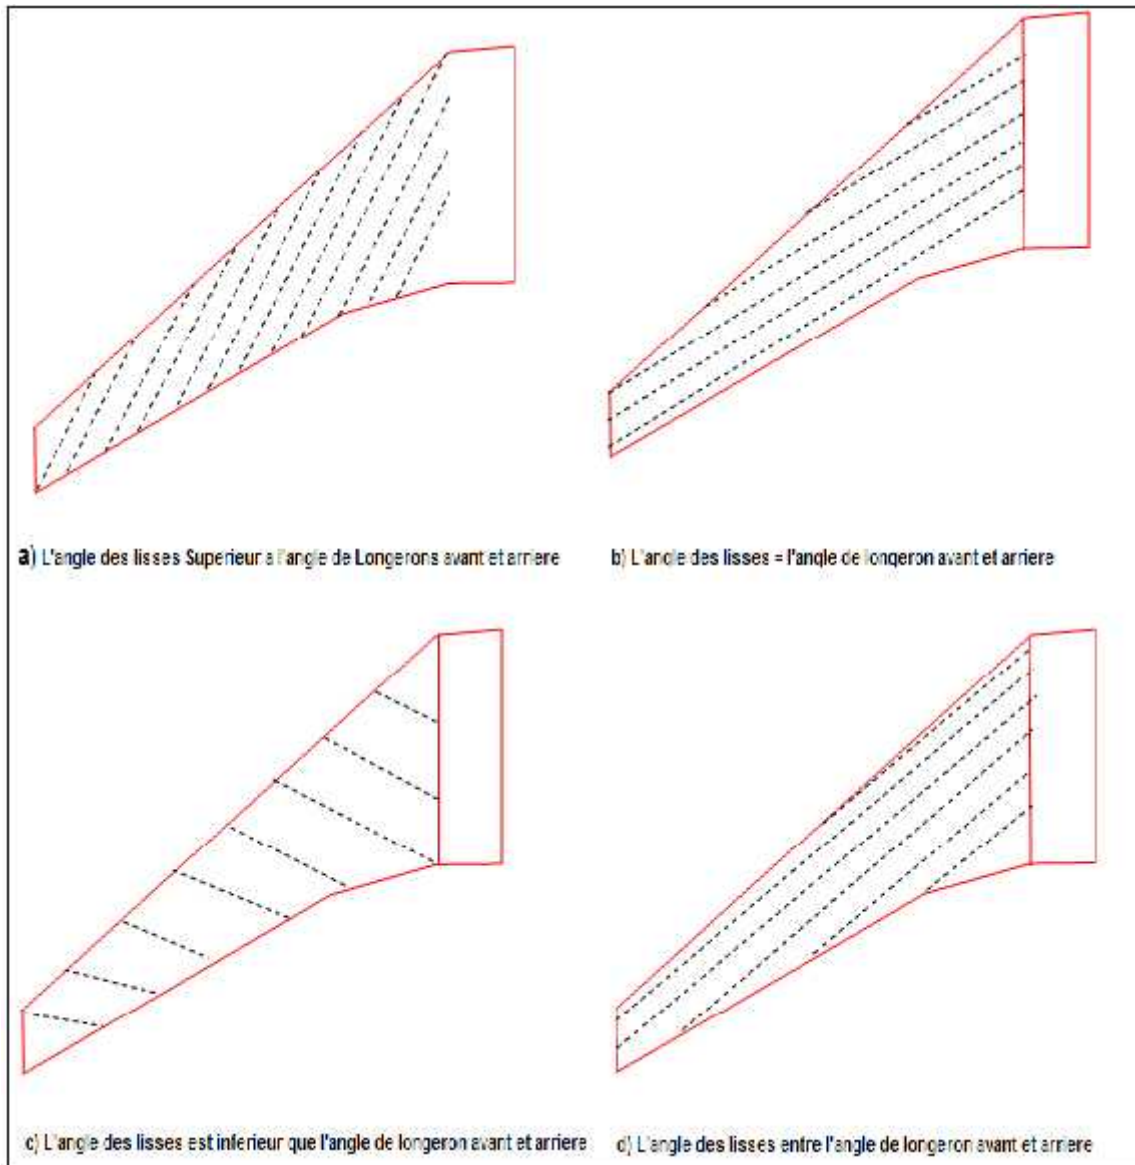 a) L'angle des lisses Superieur a l'angle de Longerons avant et arriere
b) L'angle des lisses = l'angle de longeron avant et arriere
c) L'angle des lisses est inferieur que l'angle de longeron avant et arriere
d) L'angle des lisses entre l'angle de longeron avant et arriere